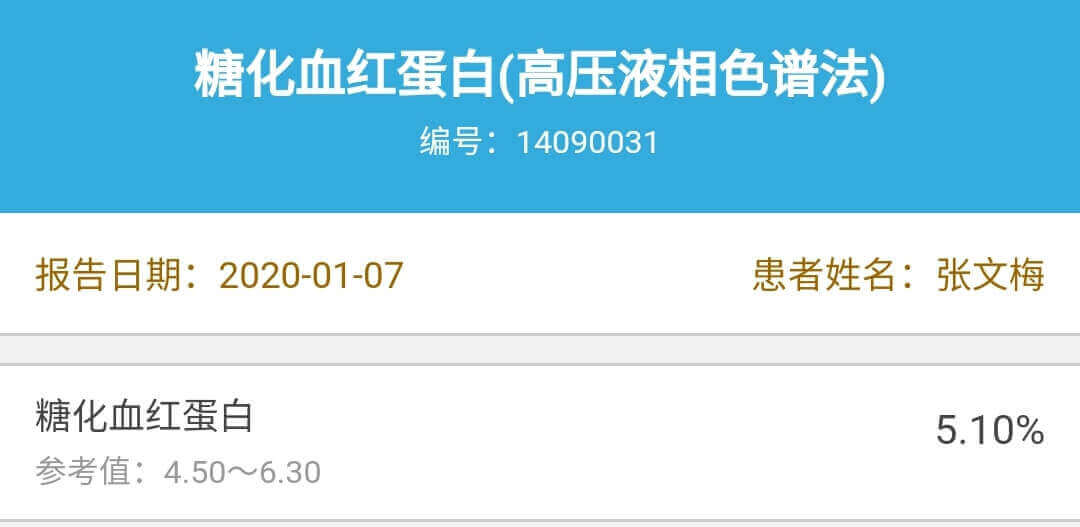 糖化血红蛋白(高压液相色谱法)
编号：14090031
报告日期：2020-01-07
患者姓名：张文梅
糖化血红蛋白
5.10%
参考值：4.50～6.30